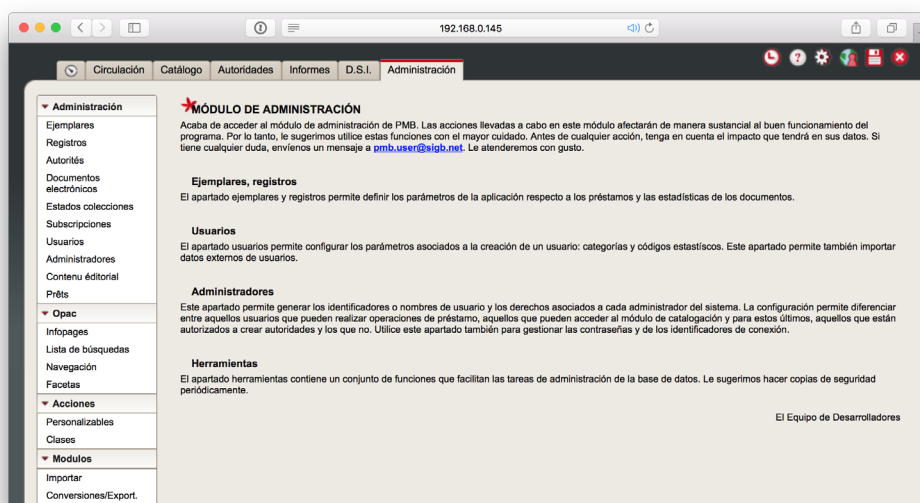 192.168.0.145
Circulación
Catálogo
Autoridades
Informes
D.S.I.
Administración
Administración
Ejemplares
Registros
Autorités
Documentos
electrónicos
Estados colecciones
Subscripciones
Usuarios
Administradores
Contenu éditorial
Prêts
Opac
Infopages
Lista de búsquedas
Navegación
Facetas
Acciones
Personalizables
Clases
Modulos
Importar
Conversiones/Export.
MÓDULO DE ADMINISTRACIÓN
Acaba de acceder al módulo de administración de PMB. Las acciones llevadas a cabo en este módulo afectarán de manera sustancial al buen funcionamiento del
programa. Por lo tanto, le sugerimos utilice estas funciones con el mayor cuidado. Antes de cualquier acción, tenga en cuenta el impacto que tendrá en sus datos. Si
tiene cualquier duda, envíenos un mensaje a pmb.user@sigb.net. Le atenderemos con gusto.
Ejemplares, registros
El apartado ejemplares y registros permite definir los parámetros de la aplicación respecto a los préstamos y las estadísticas de los documentos.
Usuarios
El apartado usuarios permite configurar los parámetros asociados a la creación de un usuario: categorías y códigos estastíscos. Este apartado permite también importar
datos externos de usuarios.
Administradores
Este apartado permite generar los identificadores o nombres de usuario y los derechos asociados a cada administrador del sistema. La configuración permite diferenciar
entre aquellos usuarios que pueden realizar operaciones de préstamo, aquellos que pueden acceder al módulo de catalogación y para estos últimos, aquellos que están
autorizados a crear autoridades y los que no. Utilice este apartado también para gestionar las contraseñas y de los identificadores de conexión.
Herramientas
El apartado herramientas contiene un conjunto de funciones que facilitan las tareas de administración de la base de datos. Le sugerimos hacer copias de seguridad
periódicamente.
El Equipo de Desarrolladores